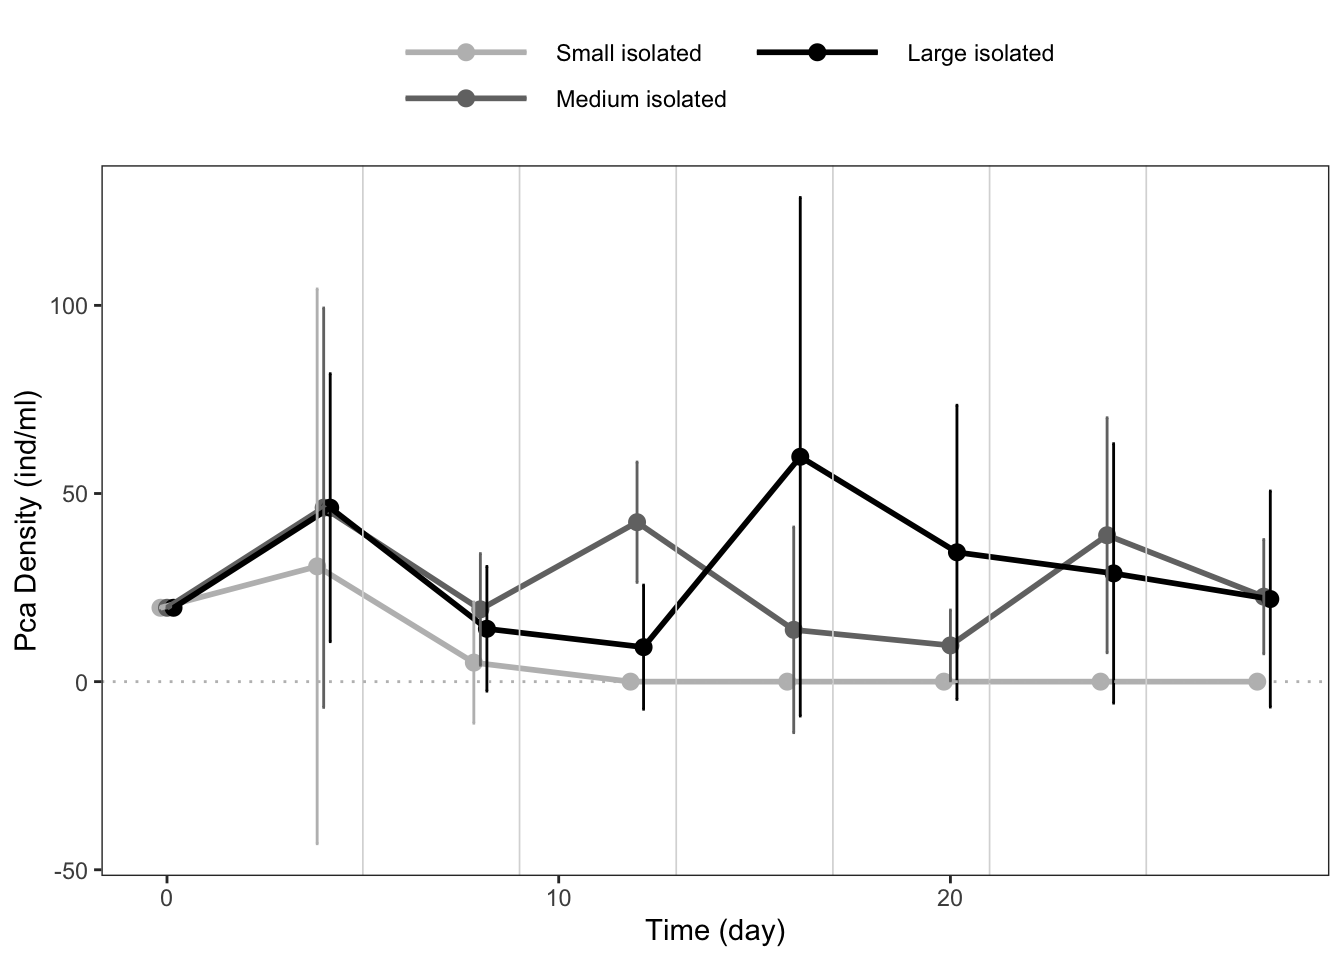 Small isolated
Large isolated
Medium isolated
100
50
0
-50
Pca Density (ind/ml)
0
10
20
Time (day)